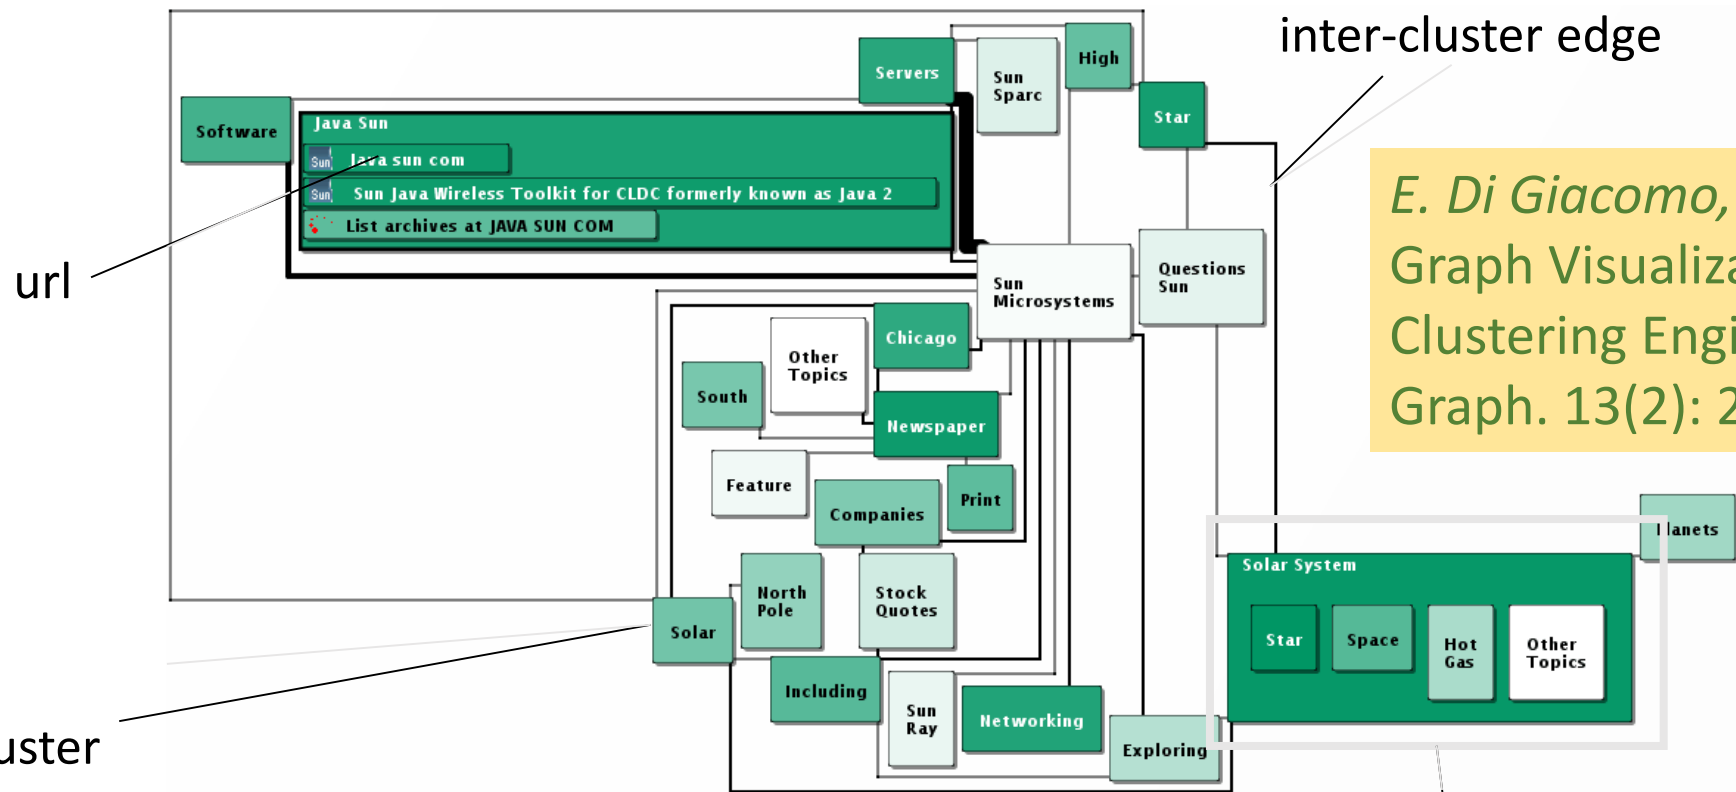 inter-cluster edge
High
Servers
Sun
Sparc
Star
Software
Java Sun
Sun
Java sun com
Sun
Sun Java Wireless Toolkit for CLDC formerly known as Java 2
List archives at JAVA SUN COM
E. Di Giacomo,
Graph Visualiza
Clustering Engi
Graph. 13(2): 2
url
Questions
Sun
Sun
Microsystems
Chicago
Other
Topics
South
Newspaper
Feature
Print
Companies
lanets
Solar System
North
Pole
Stock
Quotes
Solar
Star
Space
Hot
Gas
Other
Topics
Including
Sun
Ray
Networking
Exploring
uster